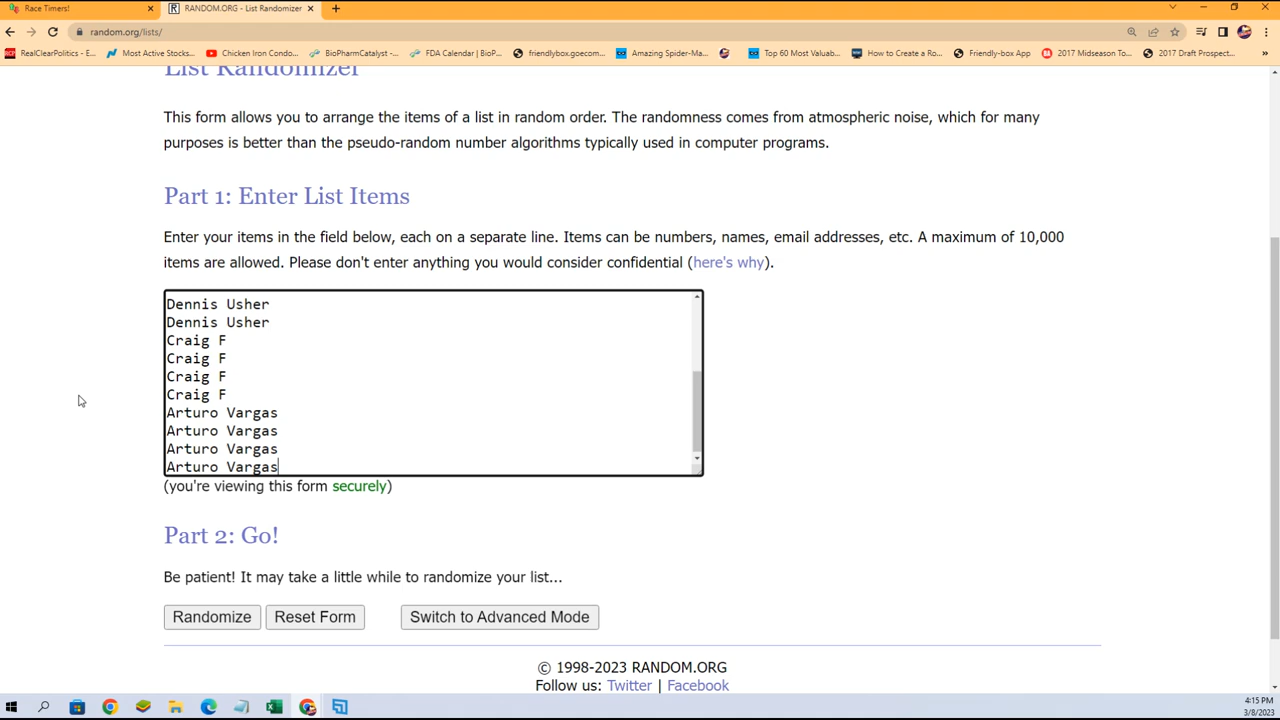 Race Timers!
RANDOM.ORG - List Randomizer
random.org/lists/
RealClearPolitics - E...
Most Active Stocks...
Chicken Iron Condo...
BioPharmCatalyst -...
FDA Calendar | BioP...
friendlybox.goecom...
Amazing Spider-Ma...
Top 60 Most Valuab...
How to Create a Ro...
Friendly-box App
2017 Midseason To...
2017 Draft Prospect...
List Randomizer
This form allows you to arrange the items of a list in random order. The randomness comes from atmospheric noise, which for many
purposes is better than the pseudo-random number algorithms typically used in computer programs.
Part 1: Enter List Items
Enter your items in the field below, each on a separate line. Items can be numbers, names, email addresses, etc. A maximum of 10,000
items are allowed. Please don't enter anything you would consider confidential (here's why).
Dennis Usher
Dennis Usher
Craig F
Craig F
Craig F
Craig F
Arturo Vargas
Arturo Vargas
Arturo Vargas
Arturo Vargas
(you're viewing this form securely)
Part 2: Go!
Be patient! It may take a little while to randomize your list...
Randomize
Reset Form
Switch to Advanced Mode
© 1998-2023 RANDOM.ORG
Follow us: Twitter | Facebook
4:15 PM
3/8/2023